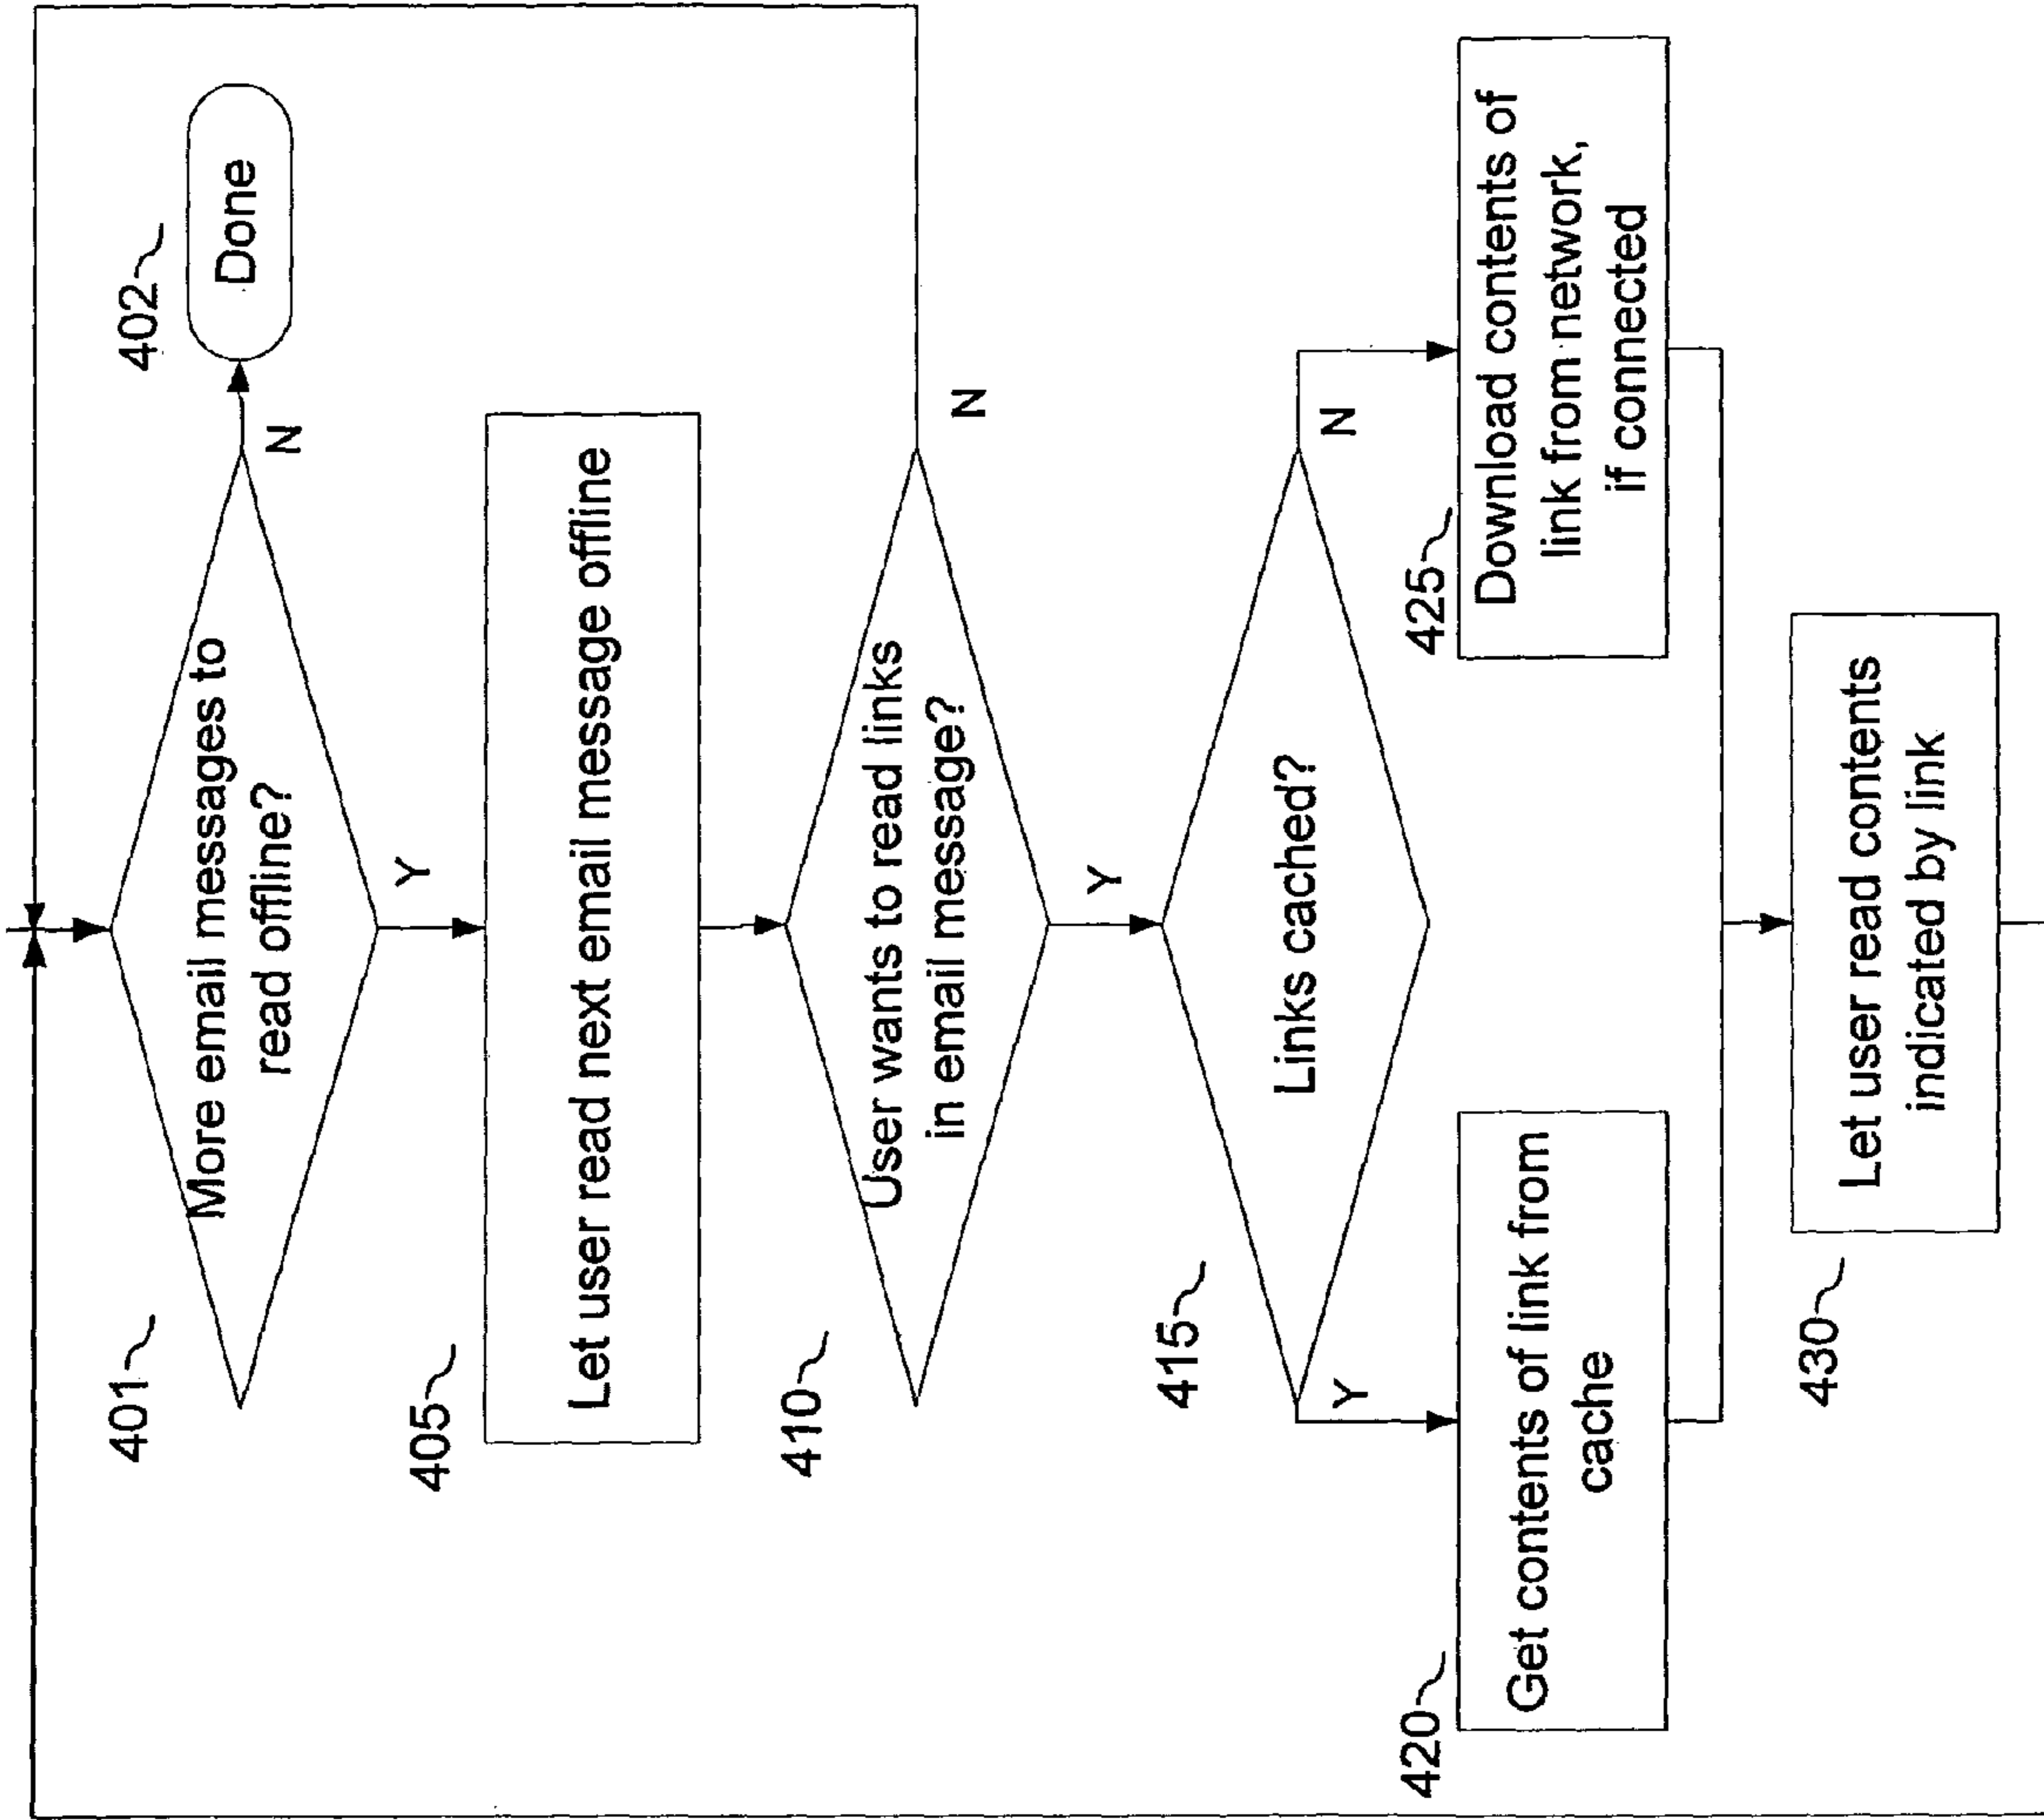 401
More email messages to
read offline?
N
402
Done
Y
405
Let user read next email message offline
410
User wants to read links
in email message?
N
Y
415
Links cached?
Y
N
420
Get contents of link from
cache
425
Download contents of
link from network,
if connected
430
Let user read contents
indicated by link